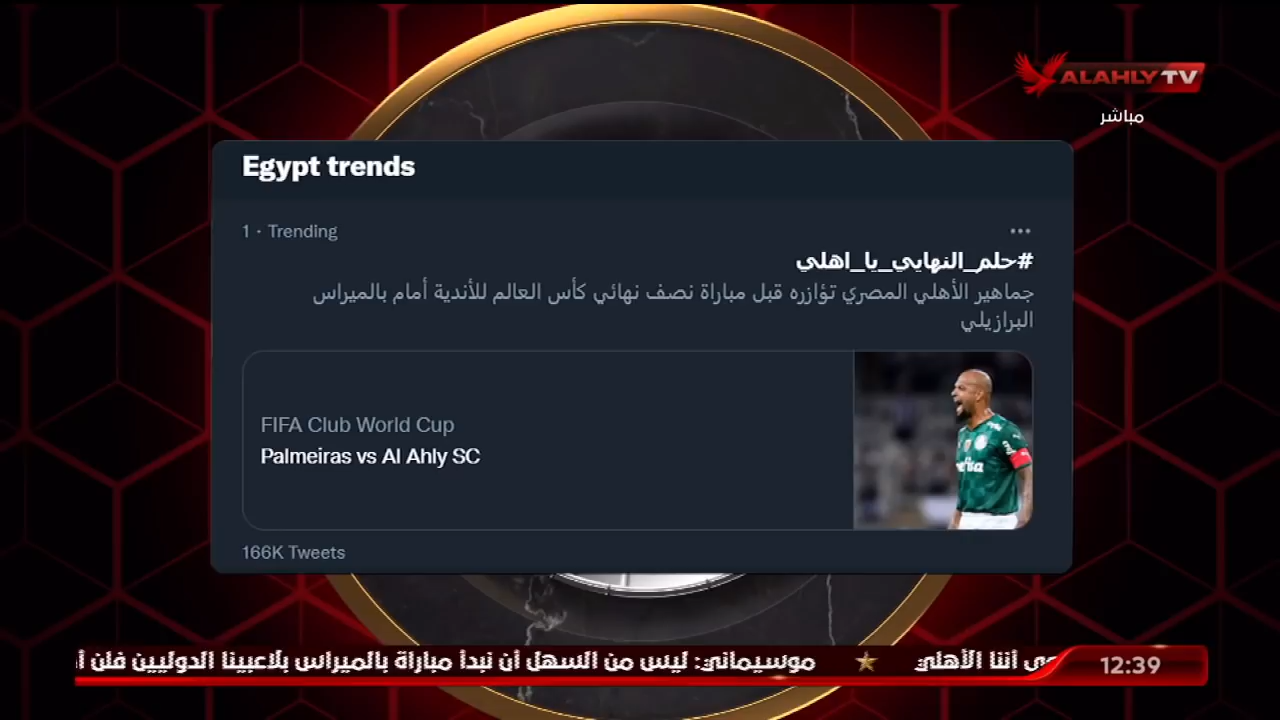 ALAHLY TV
مباشر
Egypt trends
1 · Trending
#حلم_النهايي_يا_اهلي
جماهير الأهلي المصري تؤازره قبل مباراة نصف نهائي كأس العالم للأندية أمام بالميراس
البرازيلي
FIFA Club World Cup
Palmeiras vs Al Ahly SC
166K Tweets
أننا الأهلي ★ موسيماني: ليس من السهل أن نبدأ مباراة بالميراس بلاعبينا الدوليين فلن
12:39